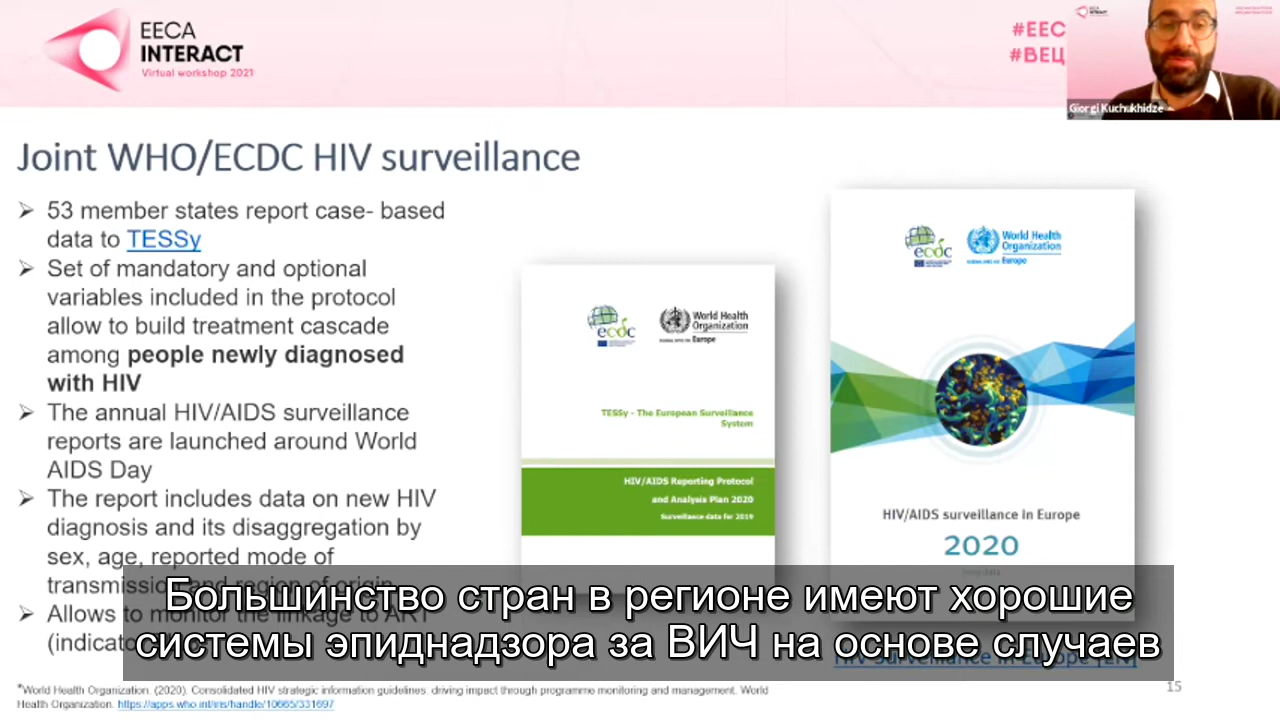 EECA
INTERACT
Virtual workshop 2021
#EEC
#ВЕЦ
Giorgi Kuchukhidze
Joint WHO/ECDC HIV surveillance
53 member states report case- based
data to TESSy
Set of mandatory and optional
variables included in the protocol
allow to build treatment cascade
among people newly diagnosed
with HIV
The annual HIV/AIDS surveillance
reports are launched around World
AIDS Day
The report includes data on new HIV
diagnosis and its disaggregation by
sex, age, reported mode of
transmission and region of origin
Allows to monitor the linkage to ART
ecdc
World Health
Organization
Europe
TESSy - The European Surveillance
System
HIV/AIDS Reporting Protocol
and Analysis Plan 2020
Surveillance data for 2019
ecdc
World Health
Organization
Europe
HIV/AIDS surveillance in Europe
2020
HIV Surveillance in Europe [EN]
Большинство стран в регионе имеют хорошие
системы эпиднадзора за ВИЧ на основе случаев
*World Health Organization. (2020). Consolidated HIV strategic information guidelines: driving impact through programme monitoring and management. World
Health Organization. https://apps.who.int/iris/handle/10665/331697
15